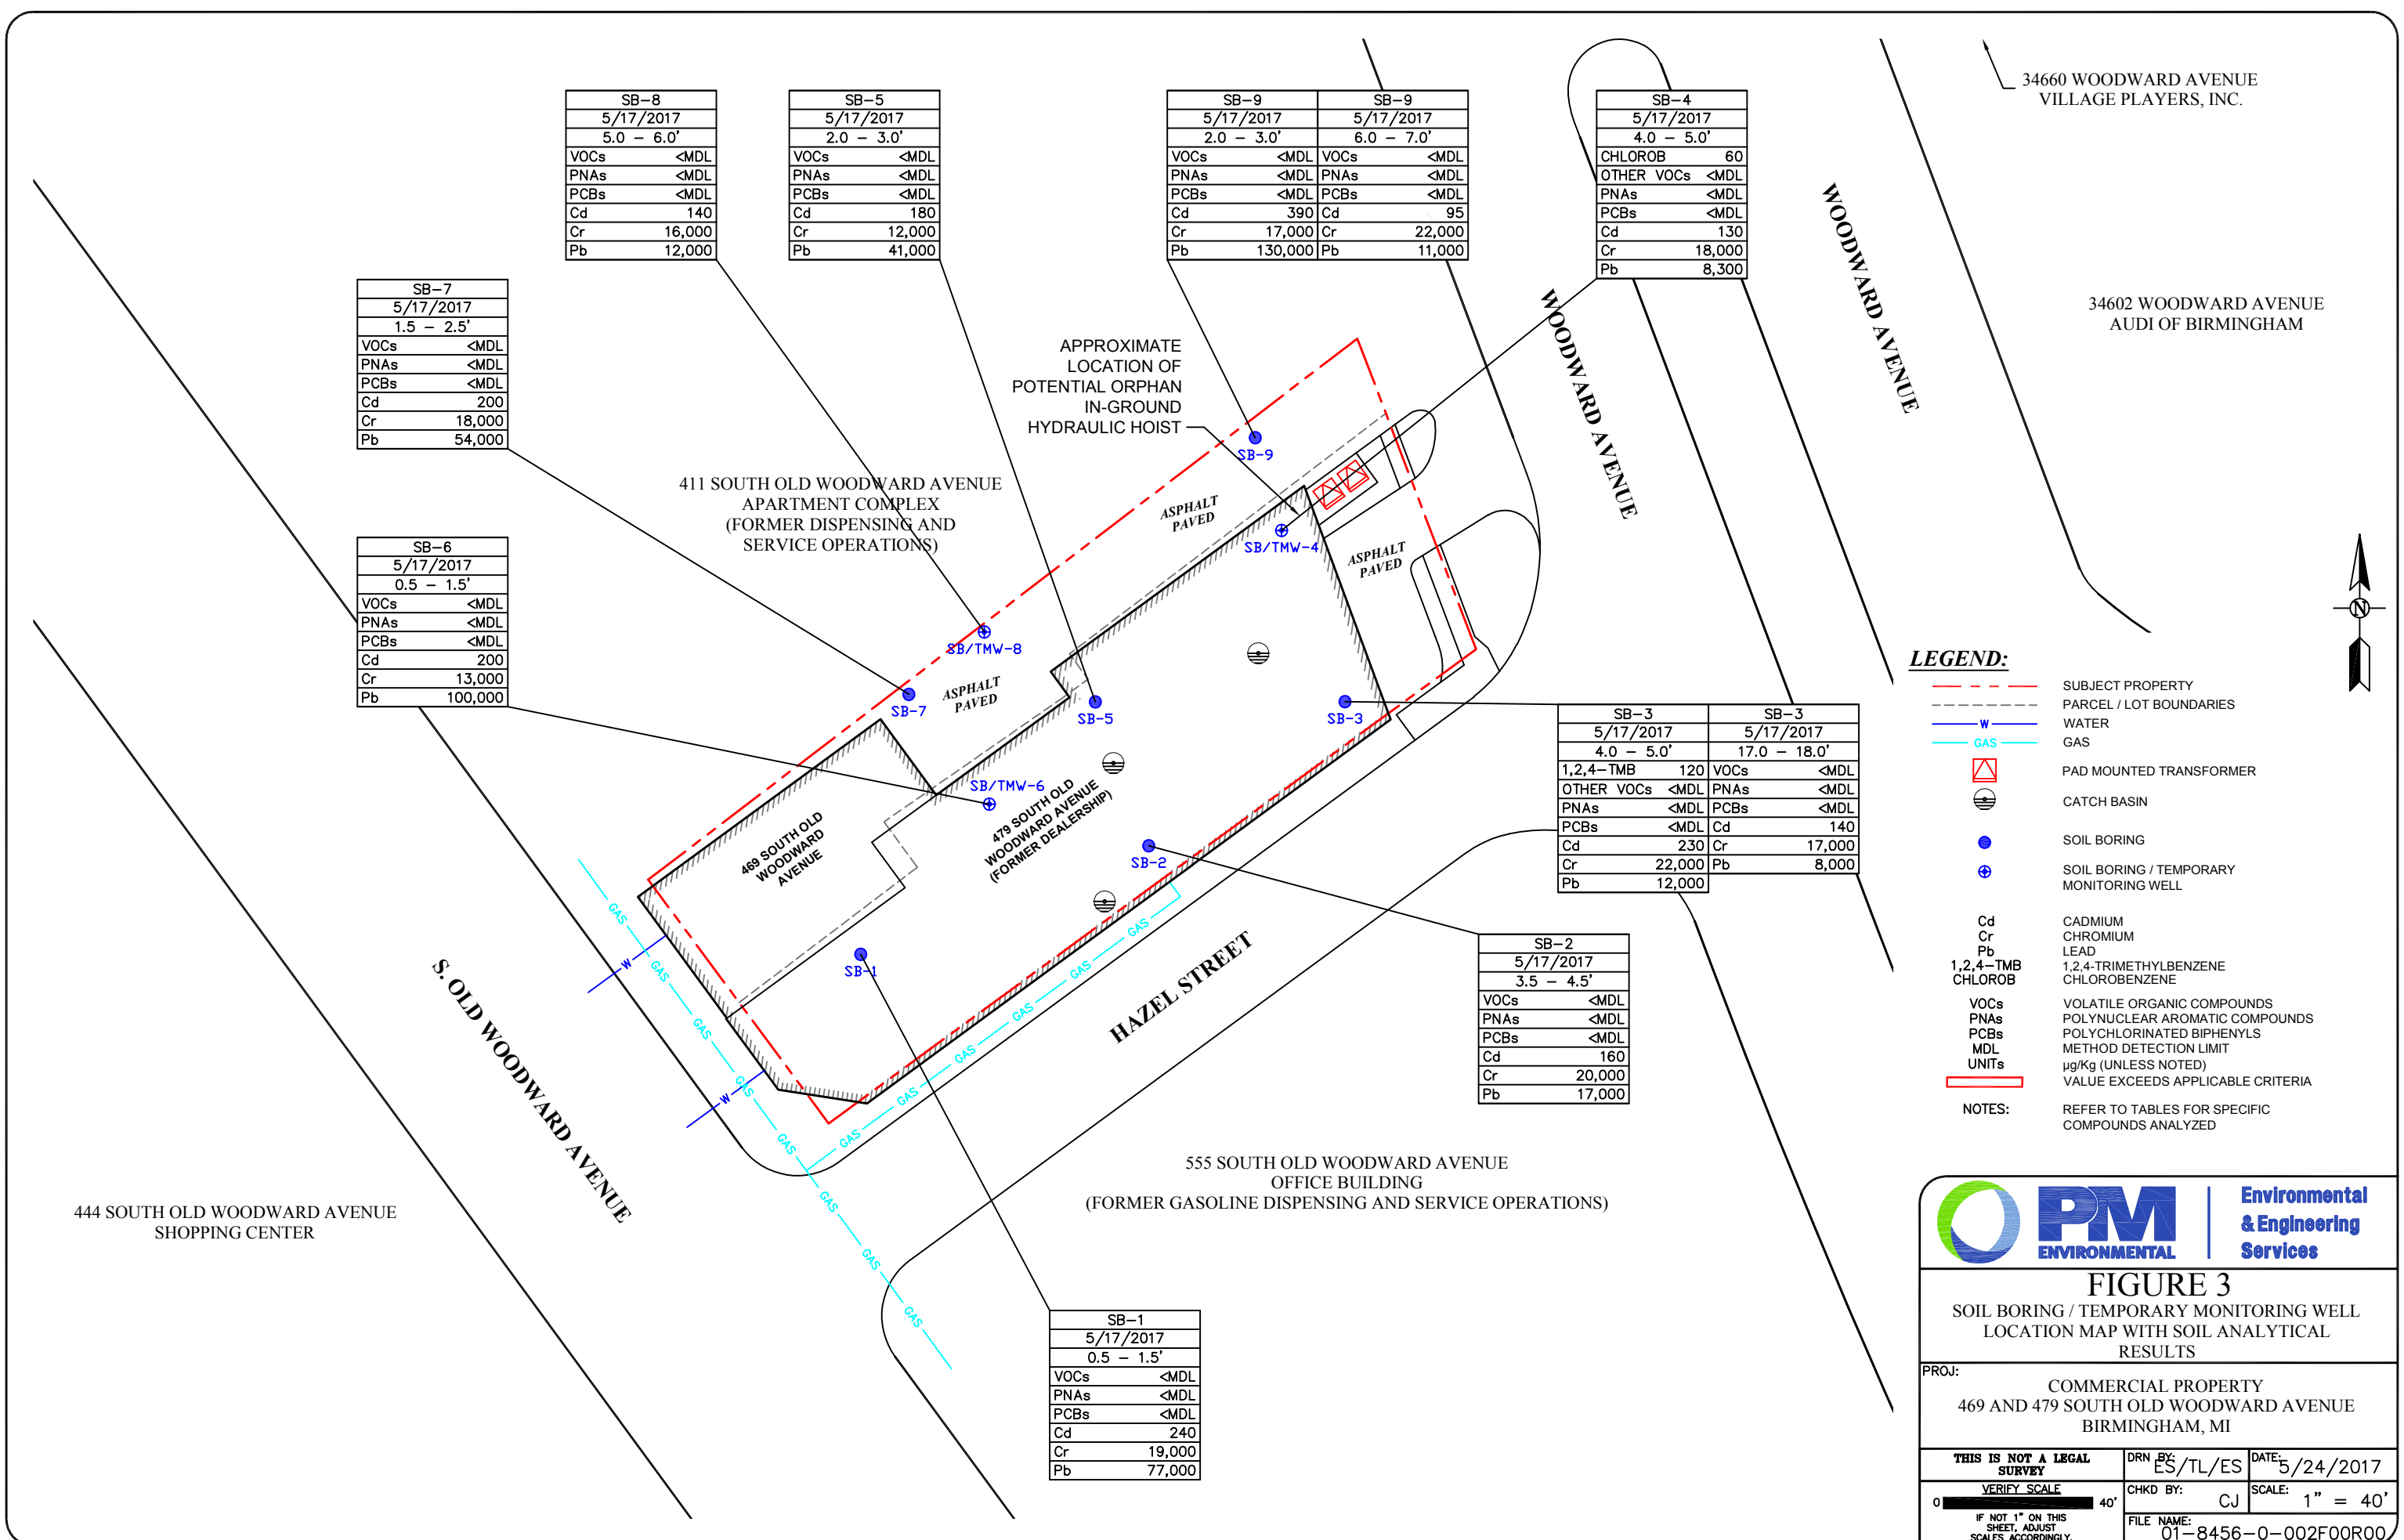 34660 WOODWARD AVENUE
VILLAGE PLAYERS, INC.
SB-8
5/17/2017
5.0 - 6.0'
VOCs <MDL
PNAs <MDL
PCBs <MDL
Cd 140
Cr 16,000
Pb 12,000
SB-5
5/17/2017
2.0 - 3.0'
VOCs <MDL
PNAs <MDL
PCBs <MDL
Cd 180
Cr 12,000
Pb 41,000
SB-9 SB-9
5/17/2017 5/17/2017
2.0 - 3.0' 6.0 - 7.0'
VOCs <MDL VOCs <MDL
PNAs <MDL PNAs <MDL
PCBs <MDL PCBs <MDL
Cd 390 Cd 95
Cr 17,000 Cr 22,000
Pb 130,000 Pb 11,000
SB-4
5/17/2017
4.0 - 5.0'
CHLOROB 60
OTHER VOCs <MDL
PNAs <MDL
PCBs <MDL
Cd 130
Cr 18,000
Pb 8,300
WOODWARD AVENUE
WOODWARD AVENUE
34602 WOODWARD AVENUE
AUDI OF BIRMINGHAM
SB-7
5/17/2017
1.5 - 2.5'
VOCs <MDL
PNAs <MDL
PCBs <MDL
Cd 200
Cr 18,000
Pb 54,000
APPROXIMATE
LOCATION OF
POTENTIAL ORPHAN
IN-GROUND
HYDRAULIC HOIST
SB-9
411 SOUTH OLD WOODWARD AVENUE
APARTMENT COMPLEX
(FORMER DISPENSING AND
SERVICE OPERATIONS)
ASPHALT
PAVED
SB/TMW-4
ASPHALT
PAVED
SB-6
5/17/2017
0.5 - 1.5'
VOCs <MDL
PNAs <MDL
PCBs <MDL
Cd 200
Cr 13,000
Pb 100,000
SB/TMW-8
ASPHALT
PAVED
SB-7
SB-5
SB-3
SB/TMW-6
469 SOUTH OLD
WOODWARD
AVENUE
479 SOUTH OLD
WOODWARD AVENUE
(FORMER DEALERSHIP)
SB-2
SB-1
SB-3 SB-3
5/17/2017 5/17/2017
4.0 - 5.0' 17.0 - 18.0'
1,2,4-TMB 120 VOCs <MDL
OTHER VOCs <MDL PNAs <MDL
PNAs <MDL PCBs <MDL
PCBs <MDL Cd 140
Cd 230 Cr 17,000
Cr 22,000 Pb 8,000
Pb 12,000
SB-2
5/17/2017
3.5 - 4.5'
VOCs <MDL
PNAs <MDL
PCBs <MDL
Cd 160
Cr 20,000
Pb 17,000
GAS
GAS
GAS
GAS
GAS
GAS
GAS
GAS
GAS
GAS
GAS
GAS
GAS
GAS
W
W
S. OLD WOODWARD AVENUE
HAZEL STREET
444 SOUTH OLD WOODWARD AVENUE
SHOPPING CENTER
555 SOUTH OLD WOODWARD AVENUE
OFFICE BUILDING
(FORMER GASOLINE DISPENSING AND SERVICE OPERATIONS)
SB-1
5/17/2017
0.5 - 1.5'
VOCs <MDL
PNAs <MDL
PCBs <MDL
Cd 240
Cr 19,000
Pb 77,000
N
LEGEND:
SUBJECT PROPERTY
PARCEL / LOT BOUNDARIES
W WATER
GAS GAS
PAD MOUNTED TRANSFORMER
CATCH BASIN
SOIL BORING
SOIL BORING / TEMPORARY
MONITORING WELL
Cd CADMIUM
Cr CHROMIUM
Pb LEAD
1,2,4-TMB 1,2,4-TRIMETHYLBENZENE
CHLOROB CHLOROBENZENE
VOCs VOLATILE ORGANIC COMPOUNDS
PNAs POLYNUCLEAR AROMATIC COMPOUNDS
PCBs POLYCHLORINATED BIPHENYLS
MDL METHOD DETECTION LIMIT
UNITs µg/Kg (UNLESS NOTED)
VALUE EXCEEDS APPLICABLE CRITERIA
NOTES: REFER TO TABLES FOR SPECIFIC
COMPOUNDS ANALYZED
PM
ENVIRONMENTAL
Environmental
& Engineering
Services
FIGURE 3
SOIL BORING / TEMPORARY MONITORING WELL
LOCATION MAP WITH SOIL ANALYTICAL
RESULTS
PROJ:
COMMERCIAL PROPERTY
469 AND 479 SOUTH OLD WOODWARD AVENUE
BIRMINGHAM, MI
THIS IS NOT A LEGAL
SURVEY
DRN BY: ES/TL/ES
DATE: 5/24/2017
VERIFY SCALE
0 40'
IF NOT 1" ON THIS
SHEET, ADJUST
SCALES ACCORDINGLY.
CHKD BY: CJ
SCALE: 1" = 40'
FILE NAME: 01-8456-0-002F00R00